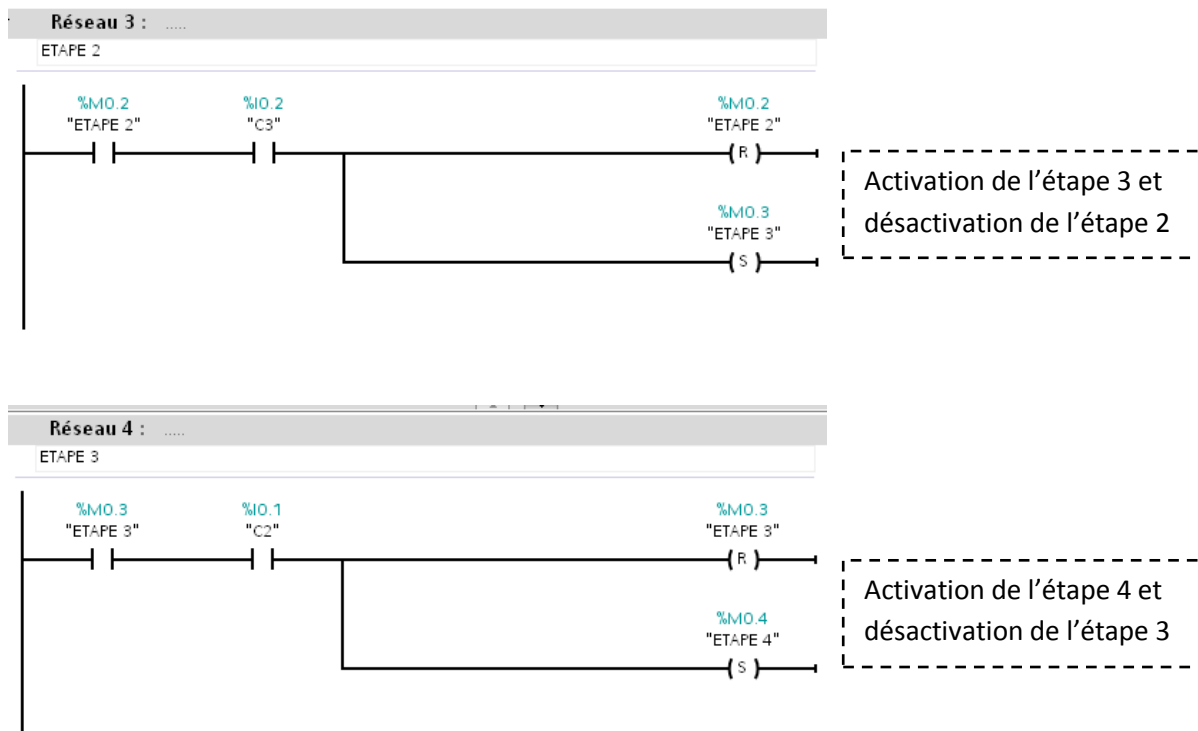 Réseau 3 : .....
ETAPE 2
%M0.2 %I0.2 %M0.2
"ETAPE 2" "C3" "ETAPE 2"
R
%M0.3
"ETAPE 3"
S
Activation de l’étape 3 et
désactivation de l’étape 2
Réseau 4 : .....
ETAPE 3
%M0.3 %I0.1 %M0.3
"ETAPE 3" "C2" "ETAPE 3"
R
%M0.4
"ETAPE 4"
S
Activation de l’étape 4 et
désactivation de l’étape 3